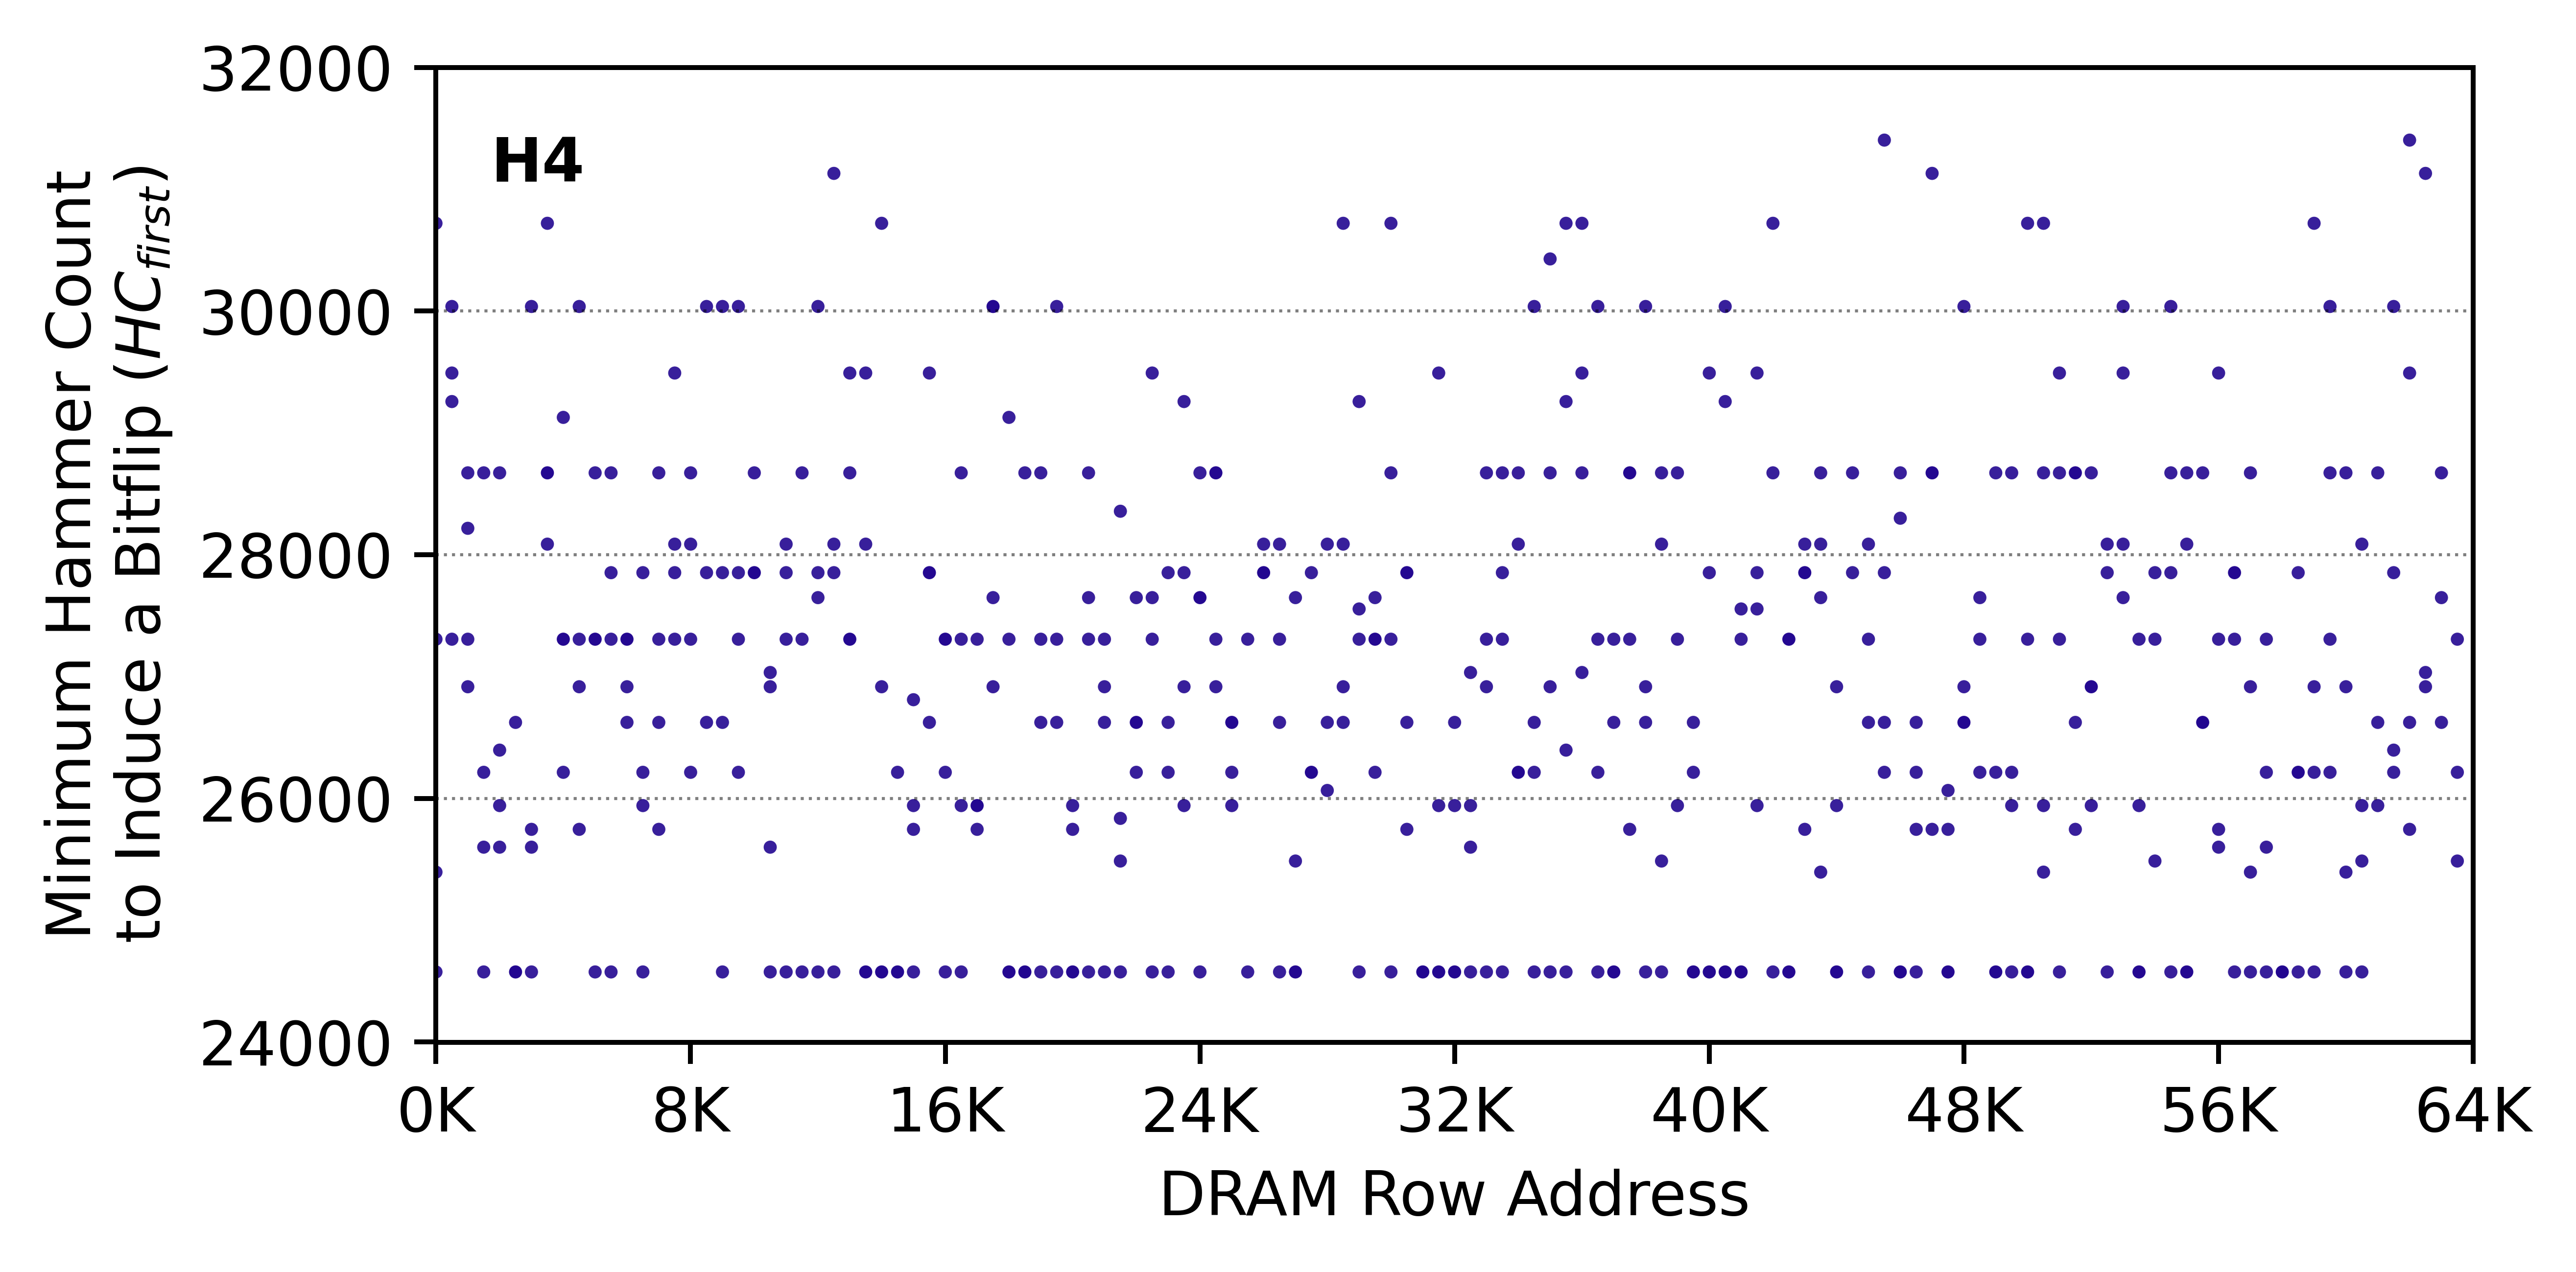 Minimum Hammer Count
to Induce a Bitflip (HC_first)
32000
30000
28000
26000
24000
H4
0K 8K 16K 24K 32K 40K 48K 56K 64K
DRAM Row Address